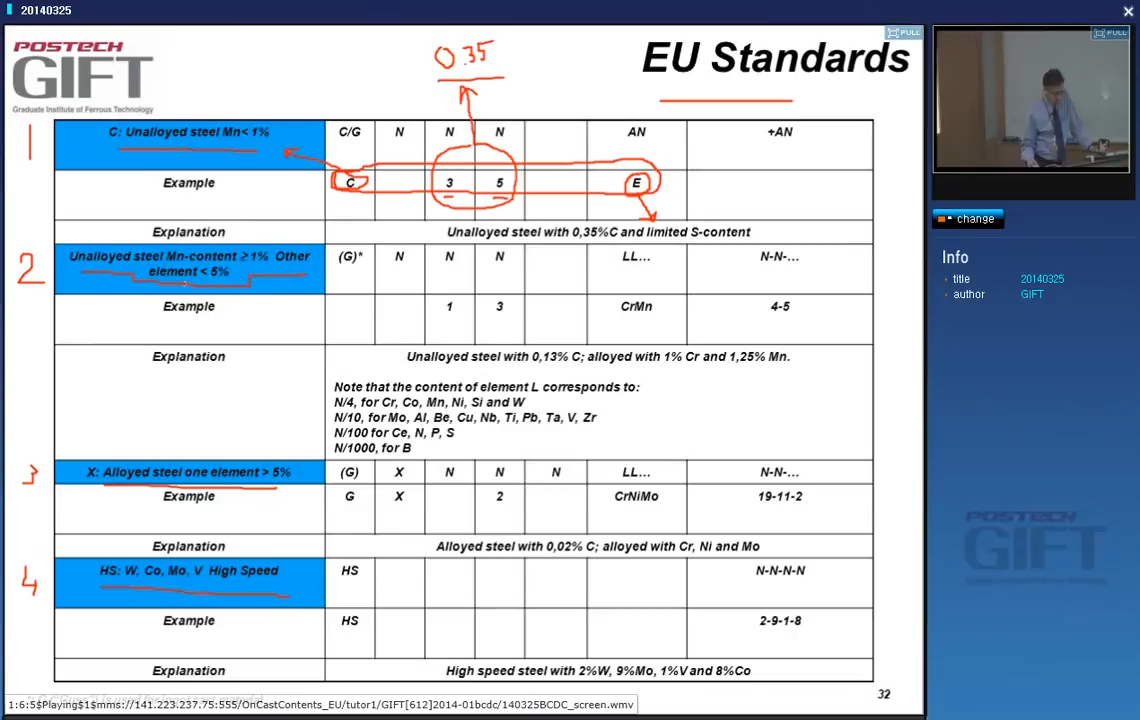 20140325
POSTECH
GIFT
Graduate Institute of Ferrous Technology
0.35
FULL
EU Standards
FULL
1
C: Unalloyed steel Mn< 1% C/G N N N AN +AN
Example C 3 5 E
Explanation Unalloyed steel with 0,35%C and limited S-content
2
Unalloyed steel Mn-content ≥ 1% Other
element < 5% (G)* N N N LL… N-N-…
Example 1 3 CrMn 4-5
Explanation Unalloyed steel with 0,13% C; alloyed with 1% Cr and 1,25% Mn.
Note that the content of element L corresponds to:
N/4, for Cr, Co, Mn, Ni, Si and W
N/10, for Mo, Al, Be, Cu, Nb, Ti, Pb, Ta, V, Zr
N/100 for Ce, N, P, S
N/1000, for B
3
X: Alloyed steel one element > 5% (G) X N N N LL… N-N-…
Example G X 2 CrNiMo 19-11-2
Explanation Alloyed steel with 0,02% C; alloyed with Cr, Ni and Mo
4
HS: W, Co, Mo, V High Speed HS N-N-N-N
Example HS 2-9-1-8
Explanation High speed steel with 2%W, 9%Mo, 1%V and 8%Co
32
1:6:5$Playing$1$mms://141.223.237.75:555/OnCastContents_EU/tutor1/GIFT[612]2014-01bcdc/140325BCDC_screen.wmv
change
Info
title 20140325
author GIFT
POSTECH
GIFT